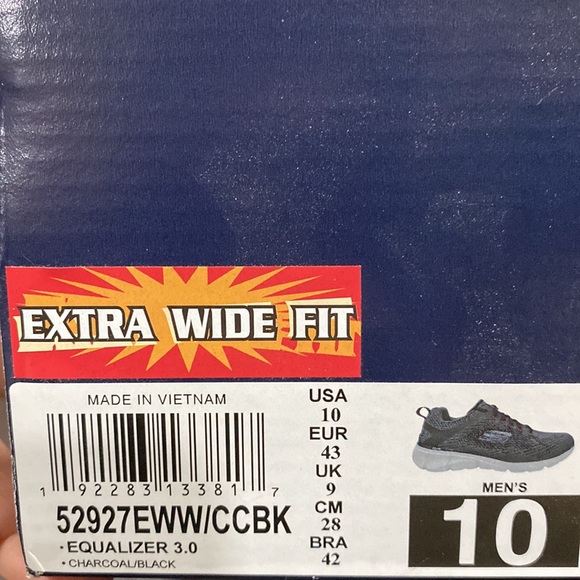 EXTRA WIDE FIT
MADE IN VIETNAM
1 92283 13381 7
52927EWW/CCBK
• EQUALIZER 3.0
• CHARCOAL/BLACK
USA
10
EUR
43
UK
9
CM
28
BRA
42
MEN'S
10